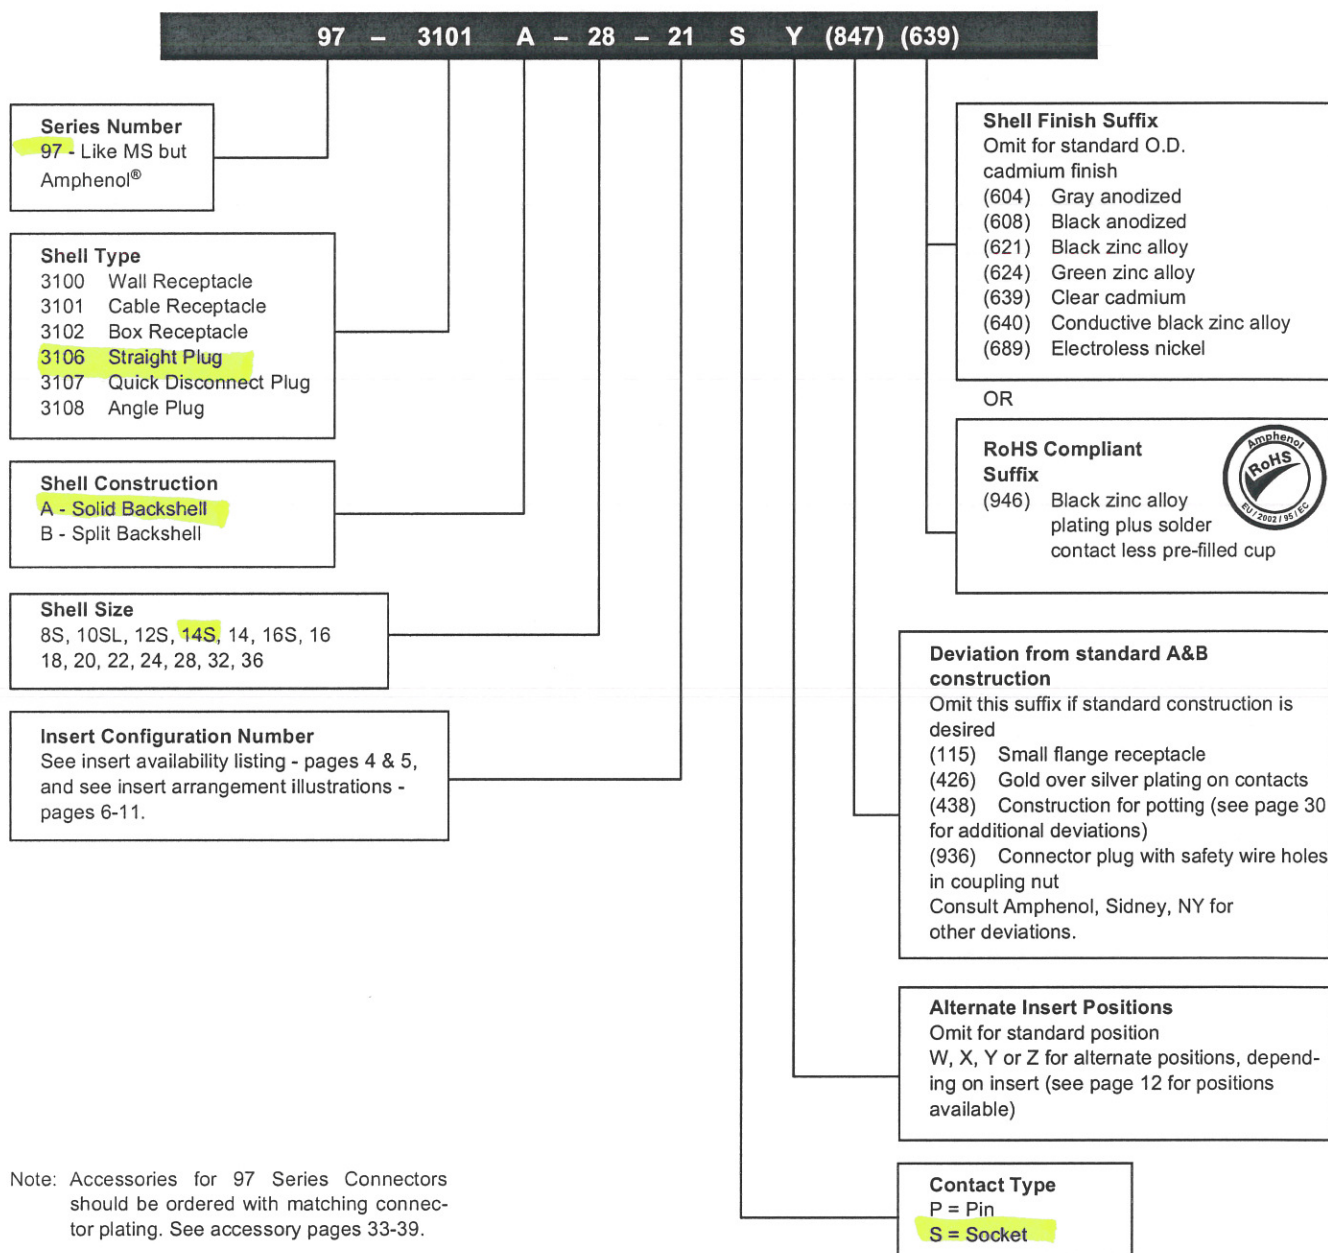 97 – 3101 A – 28 – 21 S Y (847) (639)
Series Number
97 - Like MS but
Amphenol®
Shell Type
3100 Wall Receptacle
3101 Cable Receptacle
3102 Box Receptacle
3106 Straight Plug
3107 Quick Disconnect Plug
3108 Angle Plug
Shell Construction
A - Solid Backshell
B - Split Backshell
Shell Size
8S, 10SL, 12S, 14S, 14, 16S, 16
18, 20, 22, 24, 28, 32, 36
Insert Configuration Number
See insert availability listing - pages 4 & 5,
and see insert arrangement illustrations -
pages 6-11.
Note: Accessories for 97 Series Connectors
should be ordered with matching connec-
tor plating. See accessory pages 33-39.
Shell Finish Suffix
Omit for standard O.D.
cadmium finish
(604) Gray anodized
(608) Black anodized
(621) Black zinc alloy
(624) Green zinc alloy
(639) Clear cadmium
(640) Conductive black zinc alloy
(689) Electroless nickel
OR
RoHS Compliant
Suffix
(946) Black zinc alloy
plating plus solder
contact less pre-filled cup
Amphenol
RoHS
EU / 2002 / 95 / EC
Deviation from standard A&B
construction
Omit this suffix if standard construction is
desired
(115) Small flange receptacle
(426) Gold over silver plating on contacts
(438) Construction for potting (see page 30
for additional deviations)
(936) Connector plug with safety wire holes
in coupling nut
Consult Amphenol, Sidney, NY for
other deviations.
Alternate Insert Positions
Omit for standard position
W, X, Y or Z for alternate positions, depend-
ing on insert (see page 12 for positions
available)
Contact Type
P = Pin
S = Socket